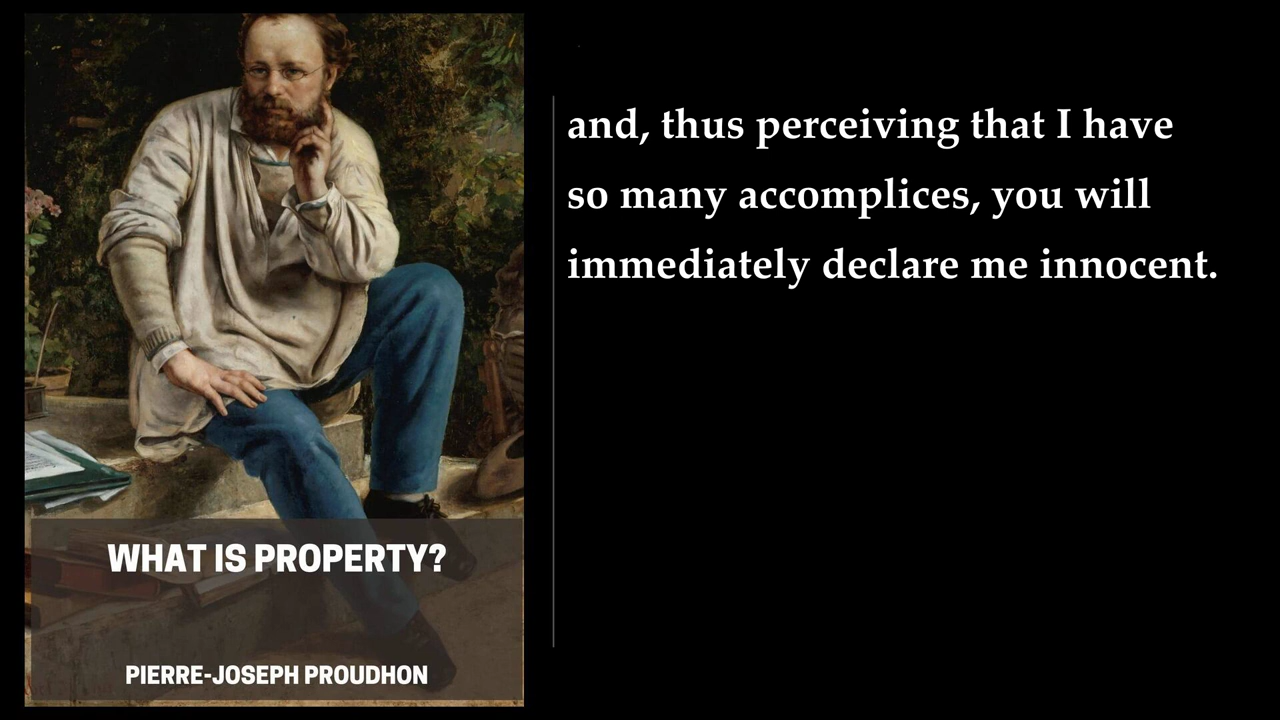 WHAT IS PROPERTY?
PIERRE-JOSEPH PROUDHON
and, thus perceiving that I have
so many accomplices, you will
immediately declare me innocent.